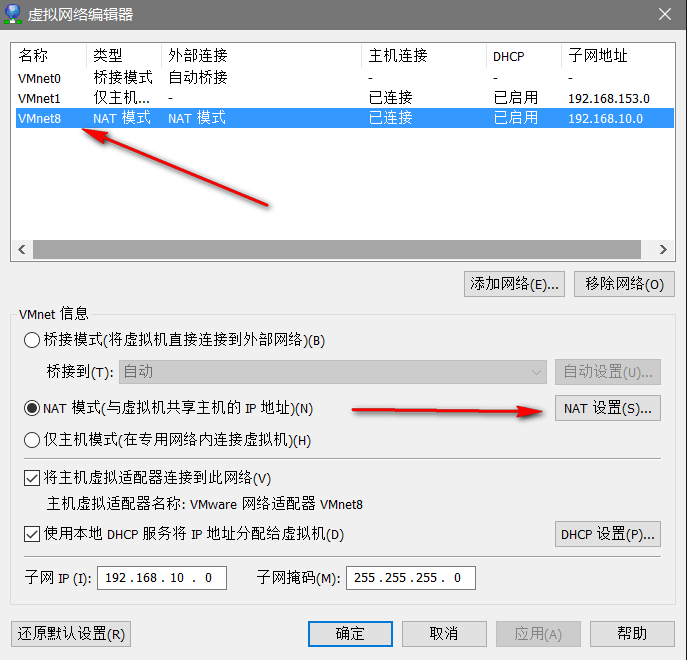 虚拟网络编辑器
名称 类型 外部连接 主机连接 DHCP 子网地址
VMnet0 桥接模式 自动桥接 - - -
VMnet1 仅主机... - 已连接 已启用 192.168.153.0
VMnet8 NAT 模式 NAT 模式 已连接 已启用 192.168.10.0
添加网络(E)... 移除网络(O)
VMnet 信息
桥接模式(将虚拟机直接连接到外部网络)(B)
桥接到(T): 自动 自动设置(U)...
NAT 模式(与虚拟机共享主机的 IP 地址)(N) NAT 设置(S)...
仅主机模式(在专用网络内连接虚拟机)(H)
将主机虚拟适配器连接到此网络(V)
主机虚拟适配器名称: VMware 网络适配器 VMnet8
使用本地 DHCP 服务将 IP 地址分配给虚拟机(D) DHCP 设置(P)...
子网 IP (I): 192 . 168 . 10 . 0 子网掩码(M): 255 . 255 . 255 . 0
还原默认设置(R) 确定 取消 应用(A) 帮助